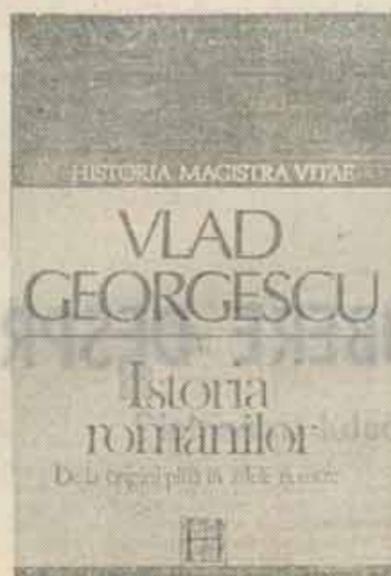 HISTORIA MAGISTRA VITAE
VLAD
GEORGESCU
Istoria
românilor
De la origini pînă în zilele noastre
H